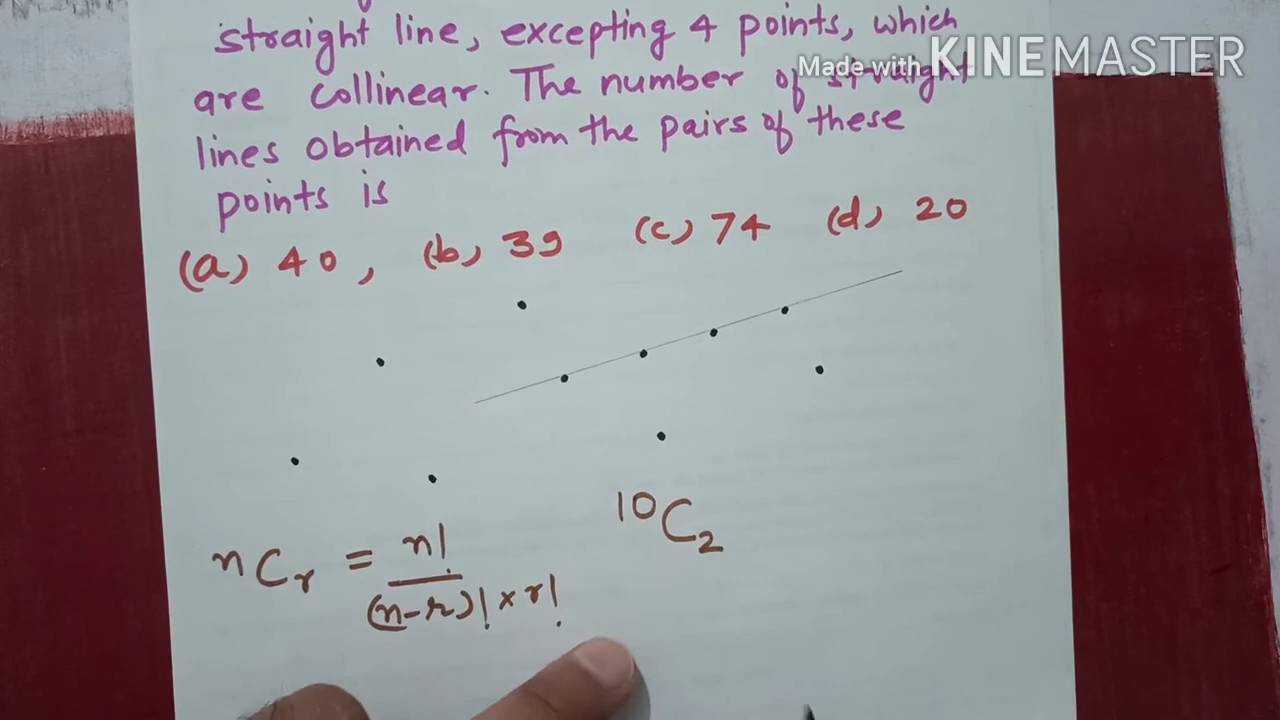 straight line, excepting 4 points, which
Made with KINEMASTER
are collinear. The number of straight
lines obtained from the pairs of these
points is
(a) 40, (b) 39 (c) 74 (d) 20
10C2
nCr = n! / (n-r)! × r!